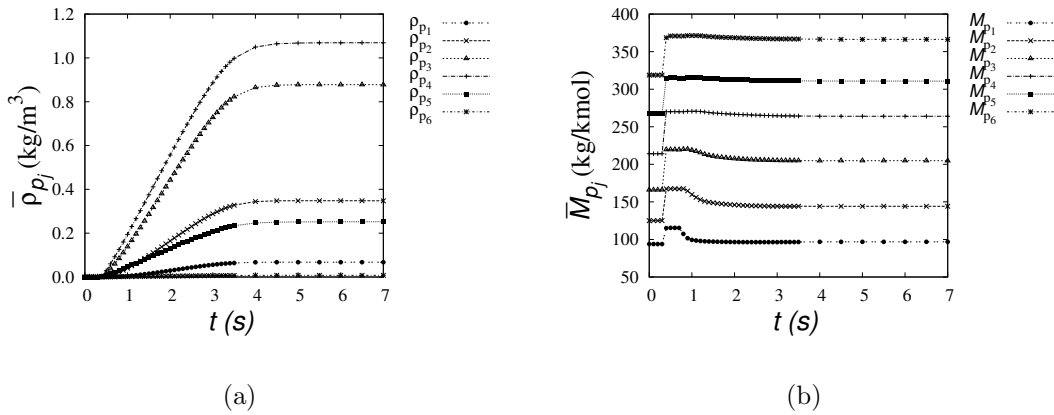 1.2
1.0
0.8
0.6
0.4
0.2
0.0
0 1 2 3 4 5 6 7
t (s)
ρ̅pj (kg/m³)
ρp1
ρp2
ρp3
ρp4
ρp5
ρp6
(a)
400
350
300
250
200
150
100
50
0 1 2 3 4 5 6 7
t (s)
M̅pj (kg/kmol)
Mp1
Mp2
Mp3
Mp4
Mp5
Mp6
(b)